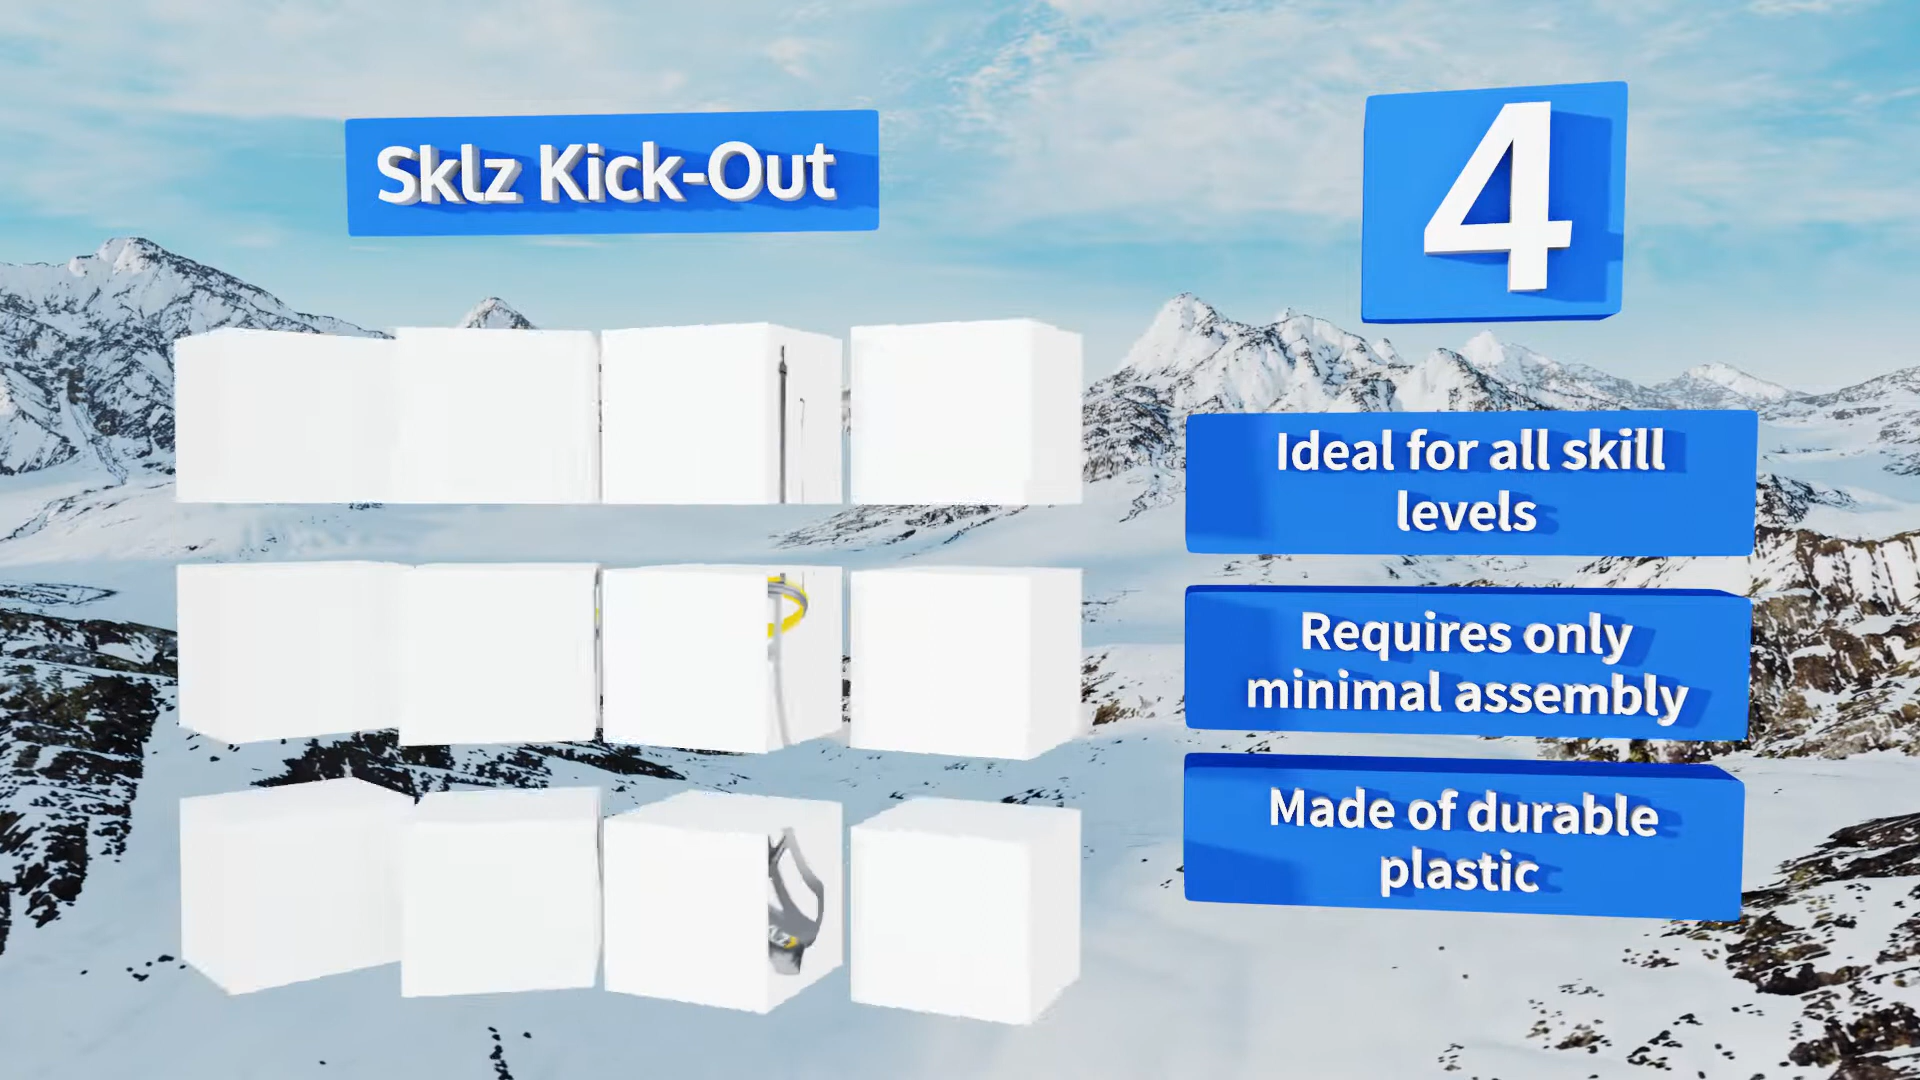 Sklz Kick-Out
4
Ideal for all skill
levels
Requires only
minimal assembly
Made of durable
plastic